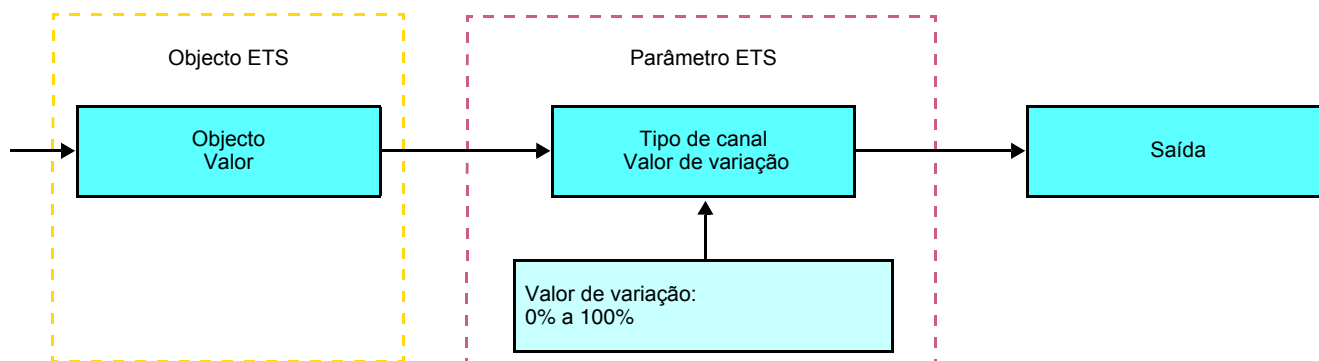 Objecto ETS
Parâmetro ETS
Objecto
Valor
Tipo de canal
Valor de variação
Saída
Valor de variação:
0% a 100%